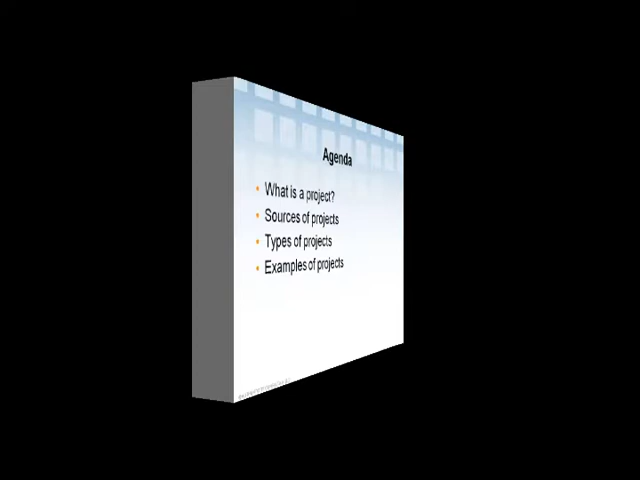 Agenda
• What is a project?
• Sources of projects
• Types of projects
• Examples of projects